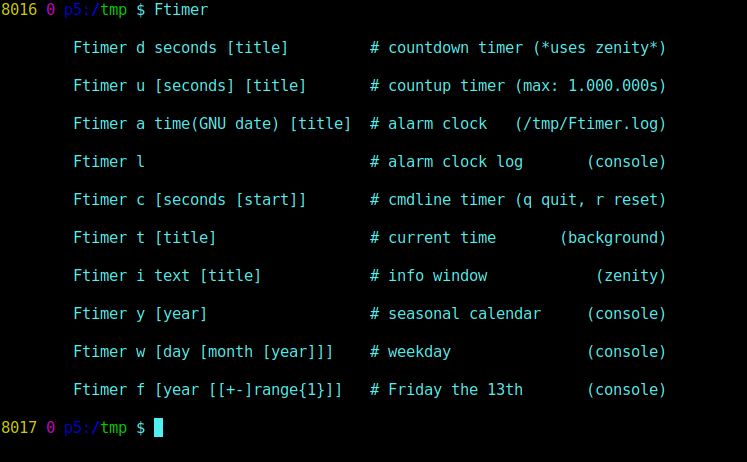 8016 0 p5:/tmp $ Ftimer
Ftimer d seconds [title] # countdown timer (*uses zenity*)
Ftimer u [seconds] [title] # countup timer (max: 1.000.000s)
Ftimer a time(GNU date) [title] # alarm clock (/tmp/Ftimer.log)
Ftimer l # alarm clock log (console)
Ftimer c [seconds [start]] # cmdline timer (q quit, r reset)
Ftimer t [title] # current time (background)
Ftimer i text [title] # info window (zenity)
Ftimer y [year] # seasonal calendar (console)
Ftimer w [day [month [year]]] # weekday (console)
Ftimer f [year [[+-]range{1}]] # Friday the 13th (console)
8017 0 p5:/tmp $